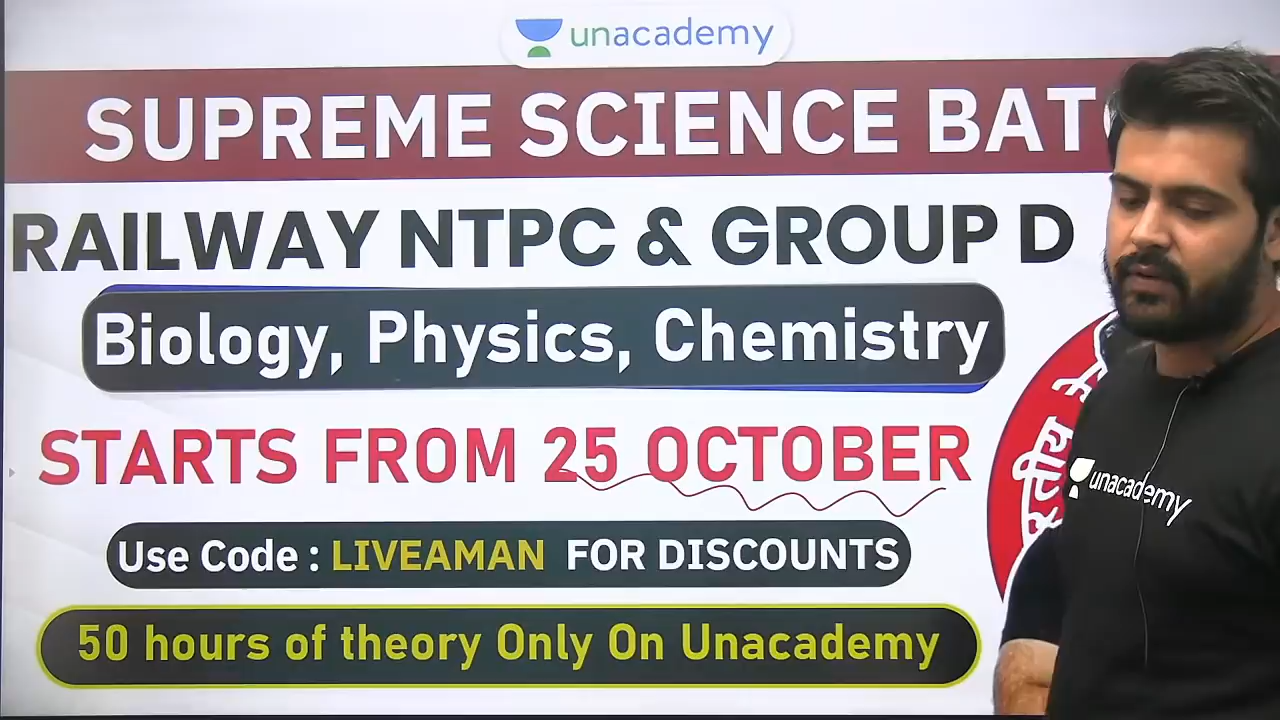 unacademy
SUPREME SCIENCE
RAILWAY NTPC & GROUP D
Biology, Physics, Chemistry
STARTS FROM 25 OCTOBER
Use Code : LIVEAMAN FOR DISCOUNTS
50 hours of theory Only On Unacademy
unacademy